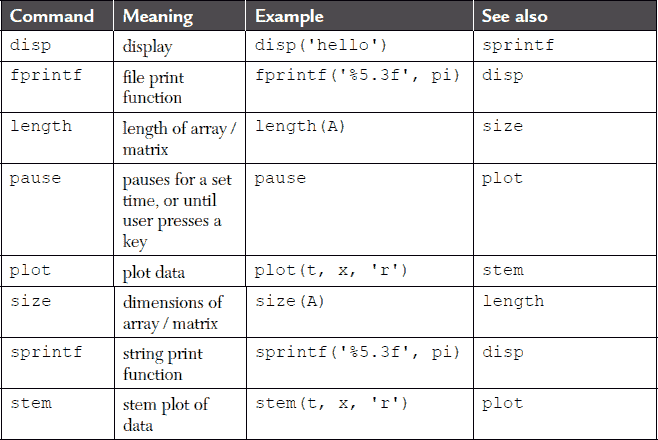 Command Meaning Example See also
disp display disp('hello') sprintf
fprintf file print fprintf('%5.3f', pi) disp
function
length length of array / length(A) size
matrix
pause pauses for a set pause plot
time, or until
user presses a
key
plot plot data plot(t, x, 'r') stem
size dimensions of size(A) length
array / matrix
sprintf string print sprintf('%5.3f', pi) disp
function
stem stem plot of stem(t, x, 'r') plot
data